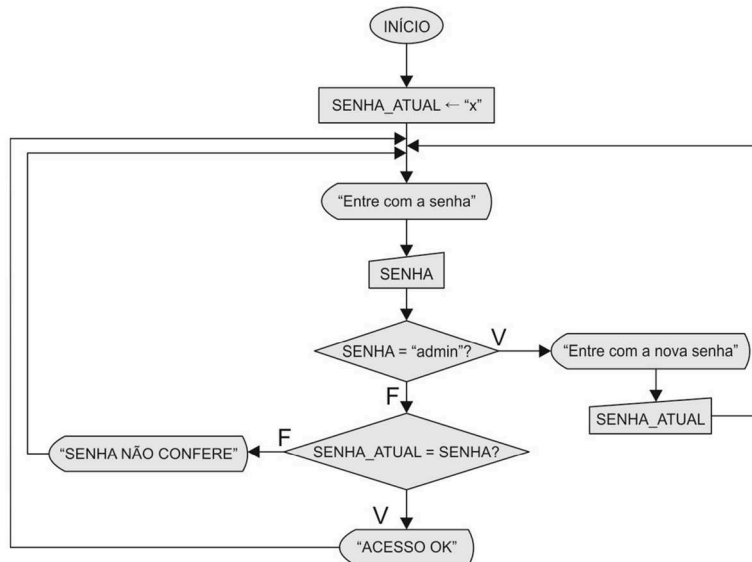 INÍCIO
SENHA_ATUAL ← “x”
“Entre com a senha”
SENHA
SENHA = “admin”?
V
“Entre com a nova senha”
F
SENHA_ATUAL
SENHA_ATUAL = SENHA?
F
“SENHA NÃO CONFERE”
V
“ACESSO OK”